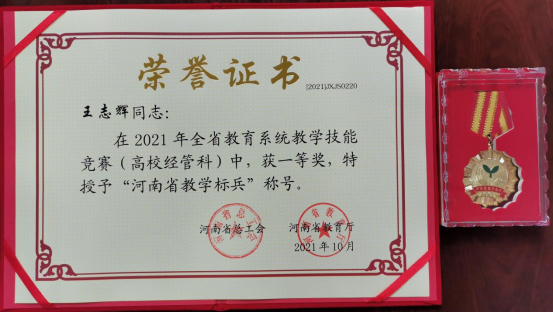 荣誉证书
[2021]JXJS0220
王志辉同志：
在2021年全省教育系统教学技能
竞赛（高校经管科）中，获一等奖，特
授予“河南省教学标兵”称号。
河南省总工会
河南省教育厅
2021年10月